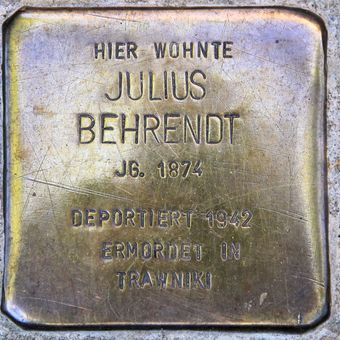 HIER WOHNTE
JULIUS
BEHRENDT
JG. 1874
DEPORTIERT 1942
ERMORDET IN
TRAWNIKI